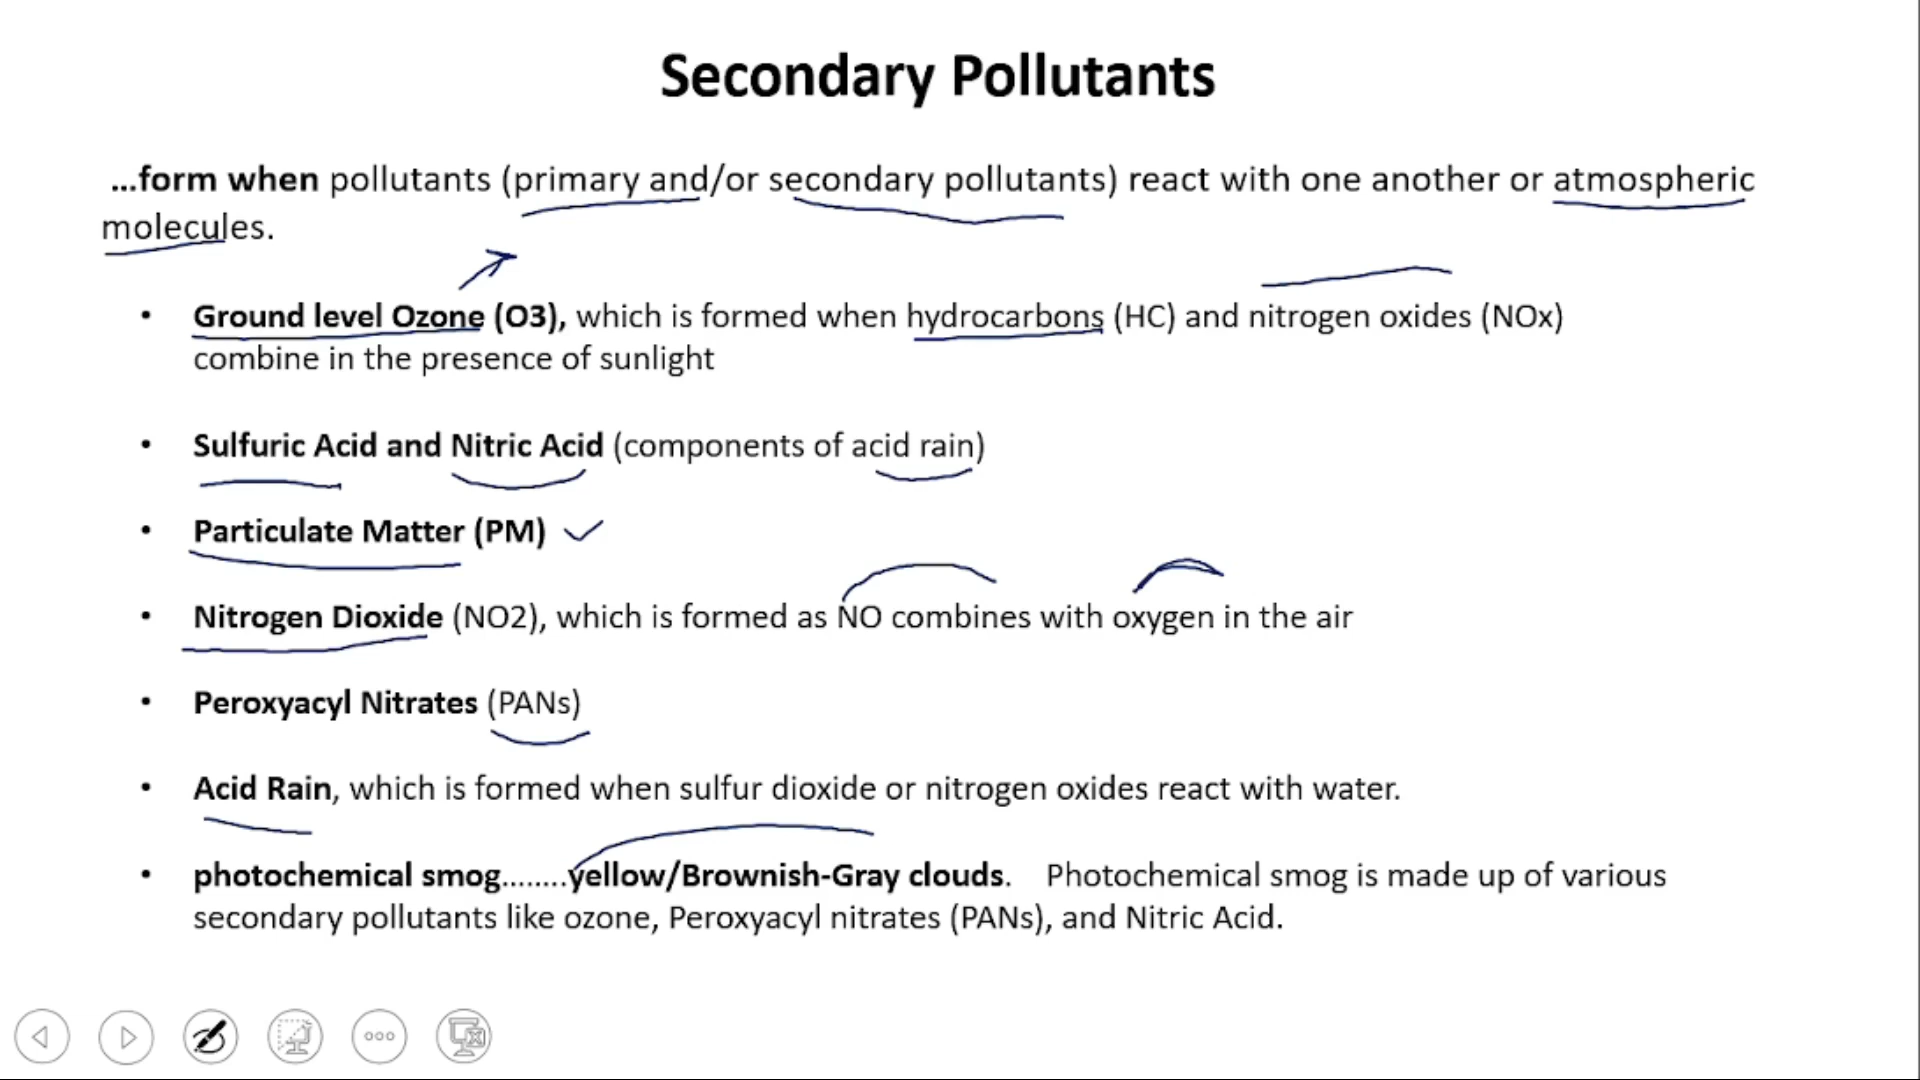 Secondary Pollutants
...form when pollutants (primary and/or secondary pollutants) react with one another or atmospheric
molecules.
• Ground level Ozone (O3), which is formed when hydrocarbons (HC) and nitrogen oxides (NOx)
combine in the presence of sunlight
• Sulfuric Acid and Nitric Acid (components of acid rain)
• Particulate Matter (PM)
• Nitrogen Dioxide (NO2), which is formed as NO combines with oxygen in the air
• Peroxyacyl Nitrates (PANs)
• Acid Rain, which is formed when sulfur dioxide or nitrogen oxides react with water.
• photochemical smog........yellow/Brownish-Gray clouds. Photochemical smog is made up of various
secondary pollutants like ozone, Peroxyacyl nitrates (PANs), and Nitric Acid.